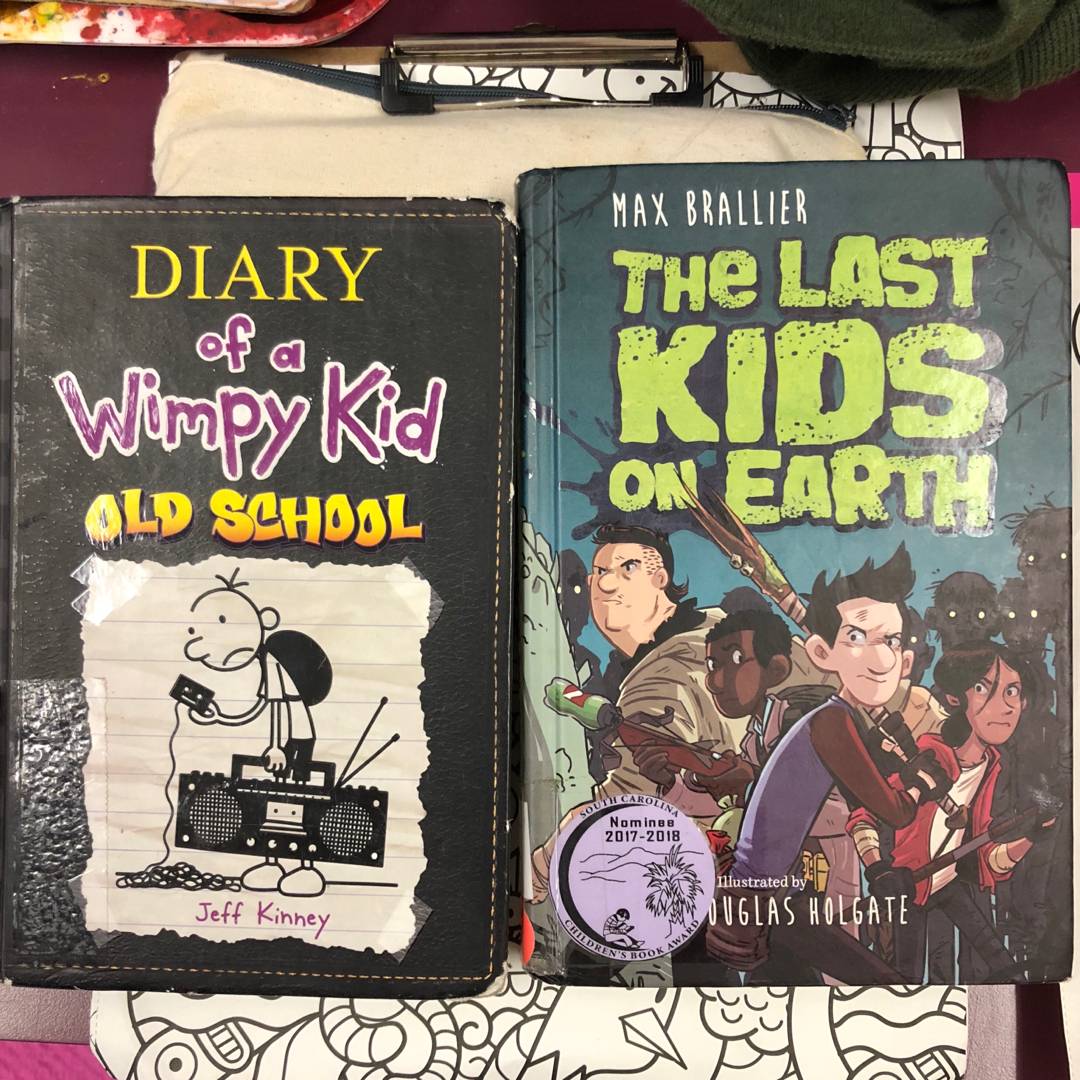 DIARY
of a
Wimpy Kid
OLD SCHOOL
Jeff Kinney
MAX BRALLIER
THE LAST
KIDS
ON EARTH
SOUTH CAROLINA
Nominee
2017-2018
CHILDREN'S BOOK AWARD
Illustrated by
OUGLAS HOLGATE